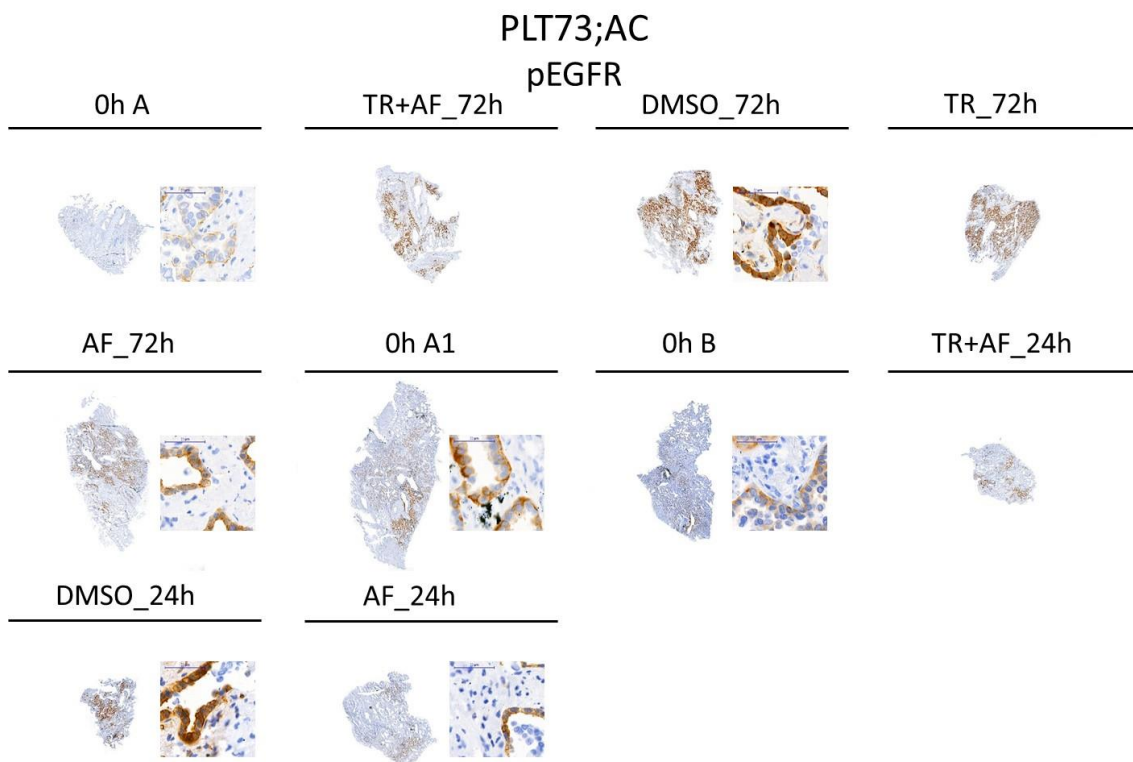 PLT73;AC
pEGFR
0h A
TR+AF_72h
DMSO_72h
TR_72h
AF_72h
0h A1
0h B
TR+AF_24h
DMSO_24h
AF_24h